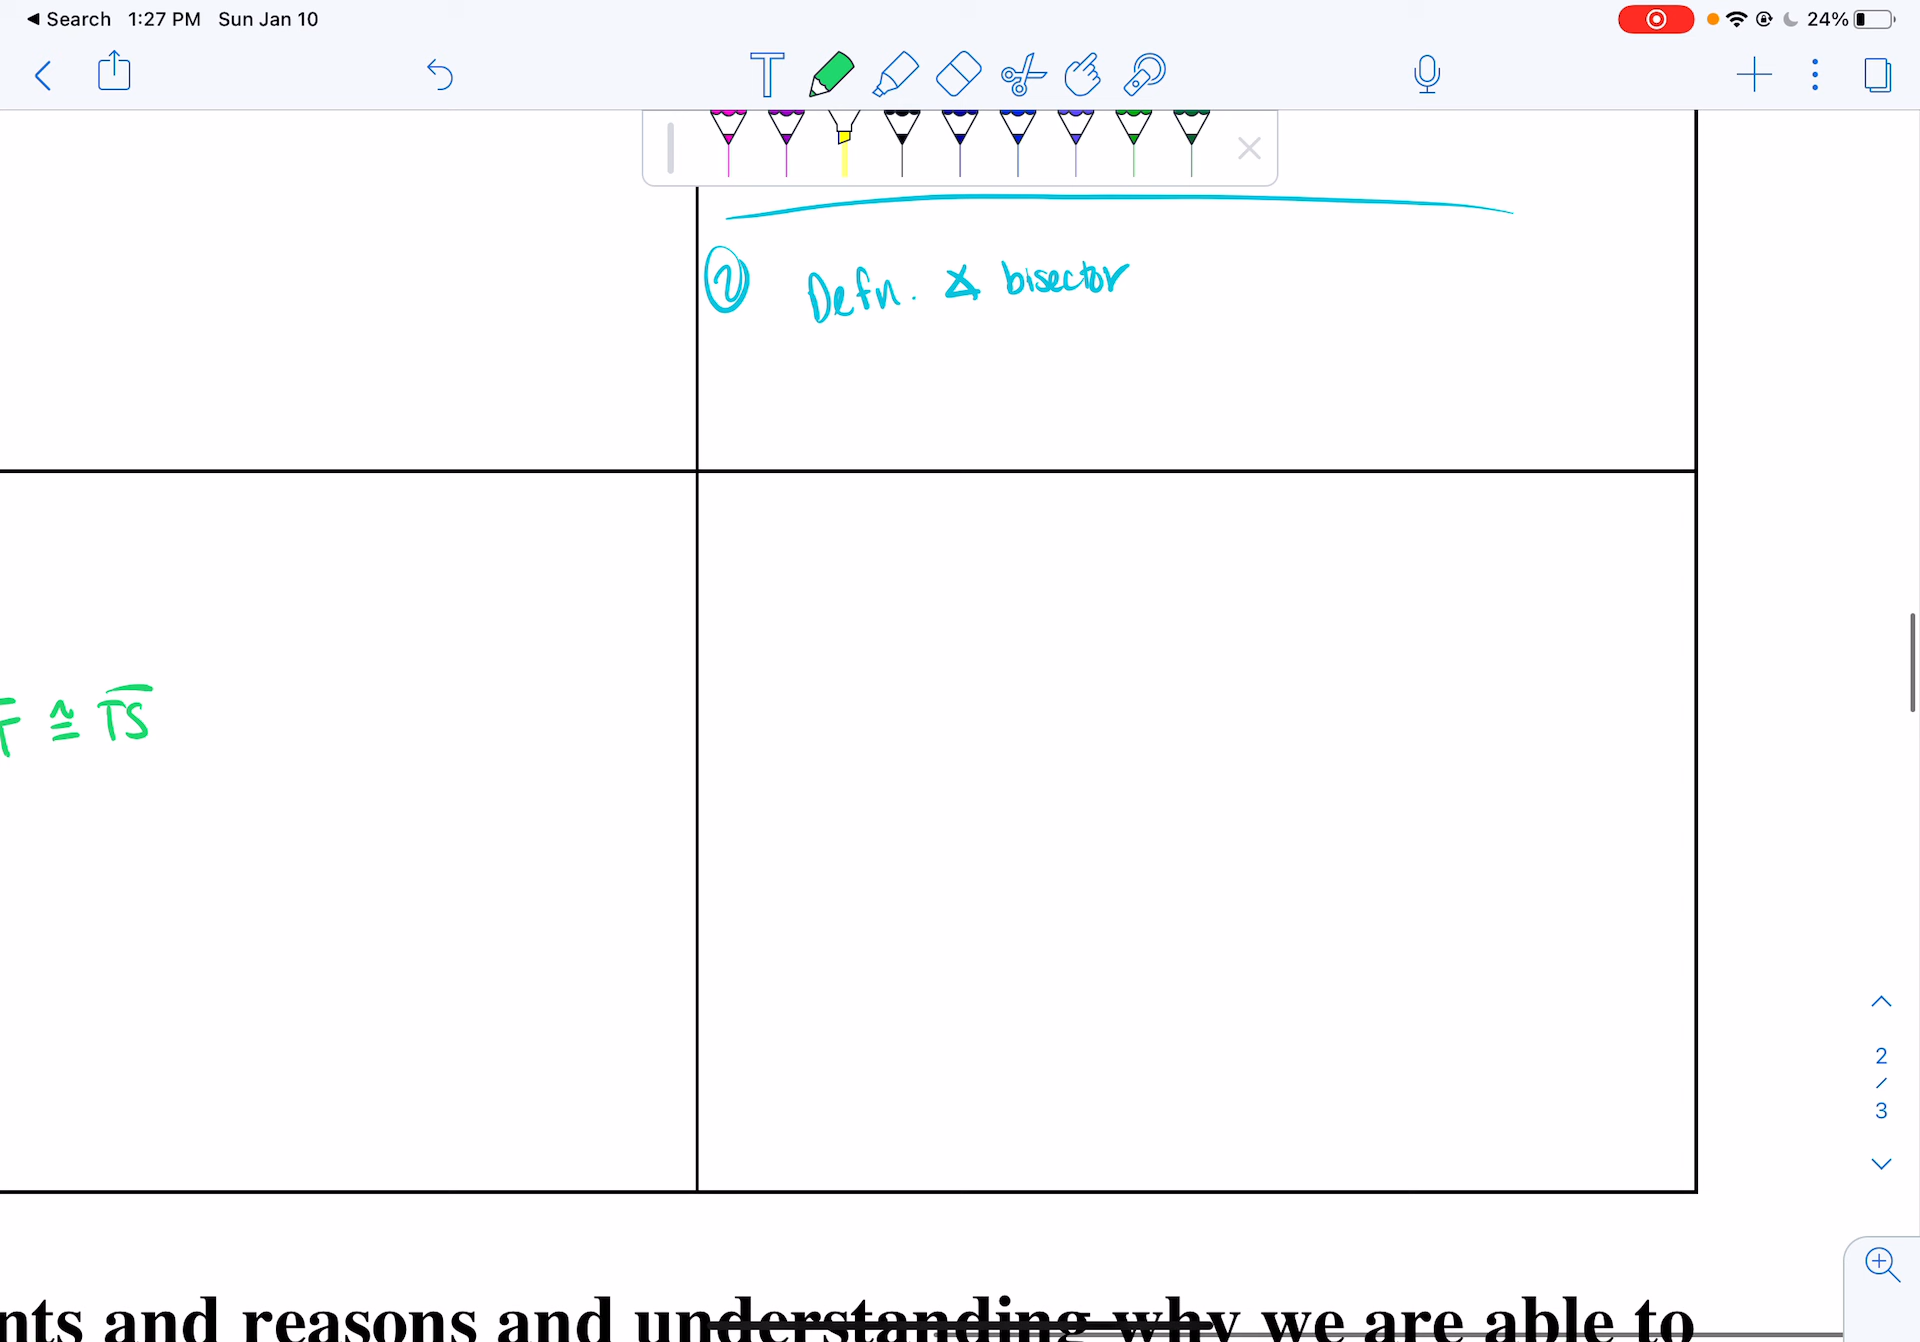 Search 1:27 PM Sun Jan 10 24%
② Defn. ∡ bisector
≅ TS
2
/
3
nts and reasons and understanding why we are able to